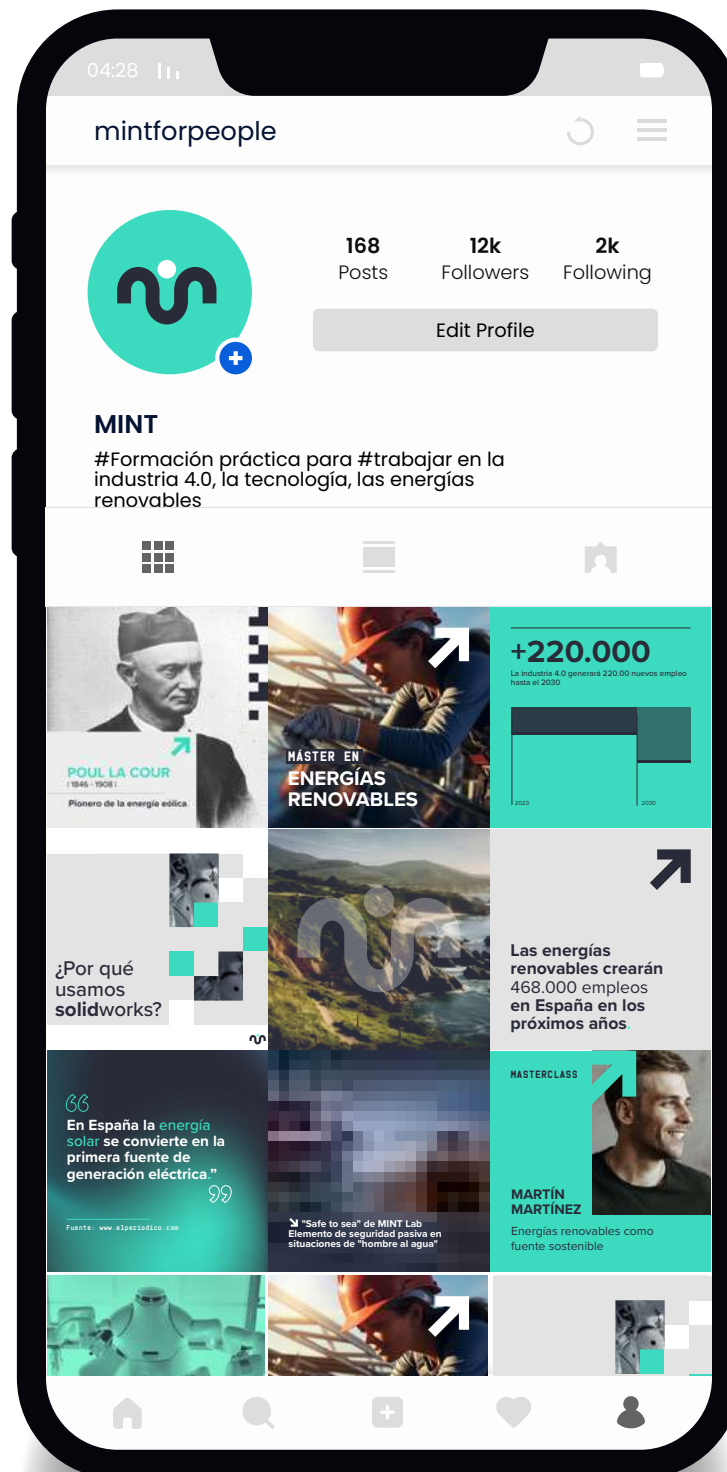 04:28
mintforpeople
168
12k
2k
Posts
Followers
Following
Edit Profile
MINT
#Formación práctica para #trabajar en la
industria 4.0, la tecnología, las energías
renovables
POUL LA COUR
(1846 - 1908)
Pionero de la energía eólica.
MÁSTER EN
ENERGÍAS
RENOVABLES
+220.000
La industria 4.0 generará 220.00 nuevos empleo
hasta el 2030
2023
2030
¿Por qué
usamos
solidworks?
Las energías
renovables crearán
468.000 empleos
en España en los
próximos años.
En España la energía
solar se convierte en la
primera fuente de
generación eléctrica."
Fuente: www.elperiodico.com
"Safe to sea" de MINT Lab
Elemento de seguridad pasiva en
situaciones de "hombre al agua"
MASTERCLASS
MARTÍN
MARTÍNEZ
Energías renovables como
fuente sostenible